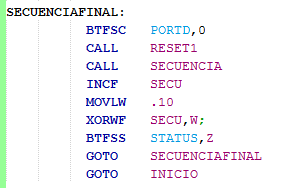 SECUENCIAFINAL:
BTFSC PORTD,0
CALL RESET1
CALL SECUENCIA
INCF SECU
MOVLW .10
XORWF SECU,W;
BTFSS STATUS,Z
GOTO SECUENCIAFINAL
GOTO INICIO